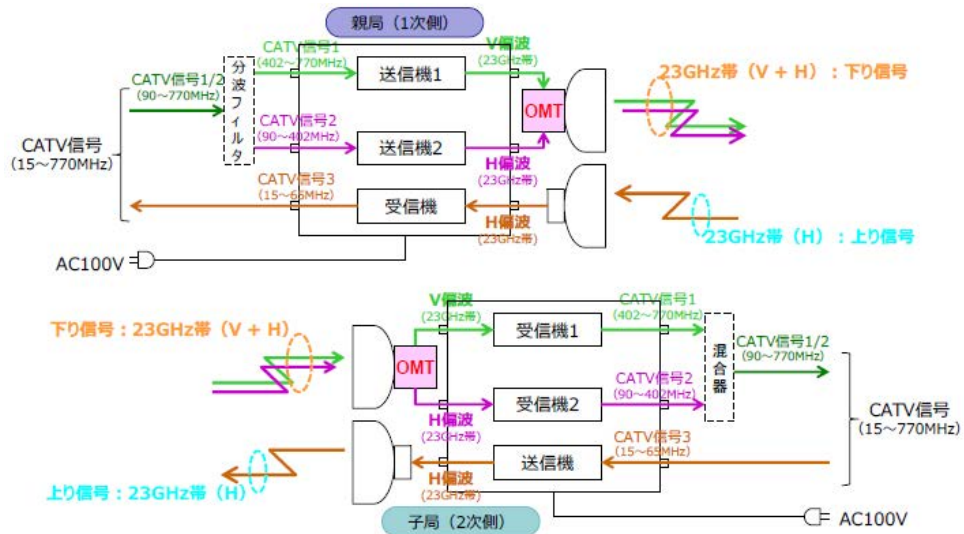 親局（1次側）
CATV信号1
(402～770MHz)
V偏波
(23GHz帯)
CATV信号1/2
(90～770MHz)
分波フィルタ
送信機1
OMT
23GHz帯（V + H）：下り信号
CATV信号
(15～770MHz)
CATV信号2
(90～402MHz)
送信機2
H偏波
(23GHz帯)
CATV信号3
(15～65MHz)
受信機
H偏波
(23GHz帯)
23GHz帯（H）：上り信号
AC100V
下り信号：23GHz帯（V + H）
V偏波
(23GHz帯)
CATV信号1
(402～770MHz)
受信機1
OMT
混合器
CATV信号1/2
(90～770MHz)
H偏波
(23GHz帯)
受信機2
CATV信号2
(90～402MHz)
CATV信号
(15～770MHz)
CATV信号3
(15～65MHz)
送信機
H偏波
(23GHz帯)
上り信号：23GHz帯（H）
子局（2次側）
AC100V